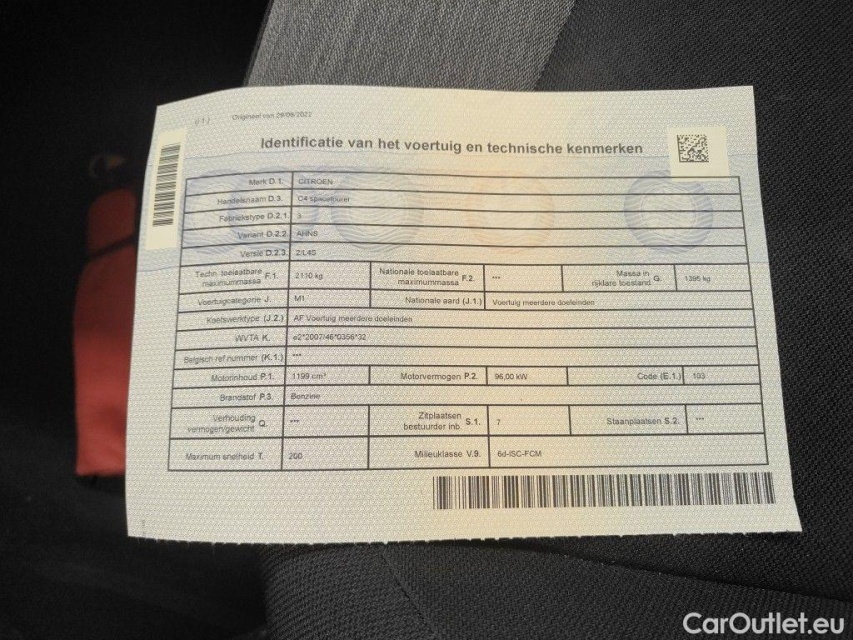 (1)
Origineel van 29/06/2022
Identificatie van het voertuig en technische kenmerken
Merk D.1. CITROEN
Handelsnaam D.3. C4 spacetourer
Fabriekstype D.2.1. 3
Variant D.2.2. AHNS
Versie D.2.3. Z/L4S
Techn. toelaatbare maximummassa F.1. 2110 kg Nationale toelaatbare maximummassa F.2. *** Massa in rijklare toestand G. 1395 kg
Voertuigcategorie J. M1 Nationale aard (J.1.) Voertuig meerdere doeleinden
Koetswerktype (J.2.) AF Voertuig meerdere doeleinden
WVTA K. e2*2007/46*0356*32
Belgisch ref nummer (K.1.) ***
Motorinhoud P.1. 1199 cm³ Motorvermogen P.2. 96,00 kW Code (E.1.) 103
Brandstof P.3. Benzine
Verhouding vermogen/gewicht Q. *** Zitplaatsen bestuurder inb. S.1. 7 Staanplaatsen S.2. ***
Maximum snelheid T. 200 Milieuklasse V.9. 6d-ISC-FCM
CarOutlet.eu